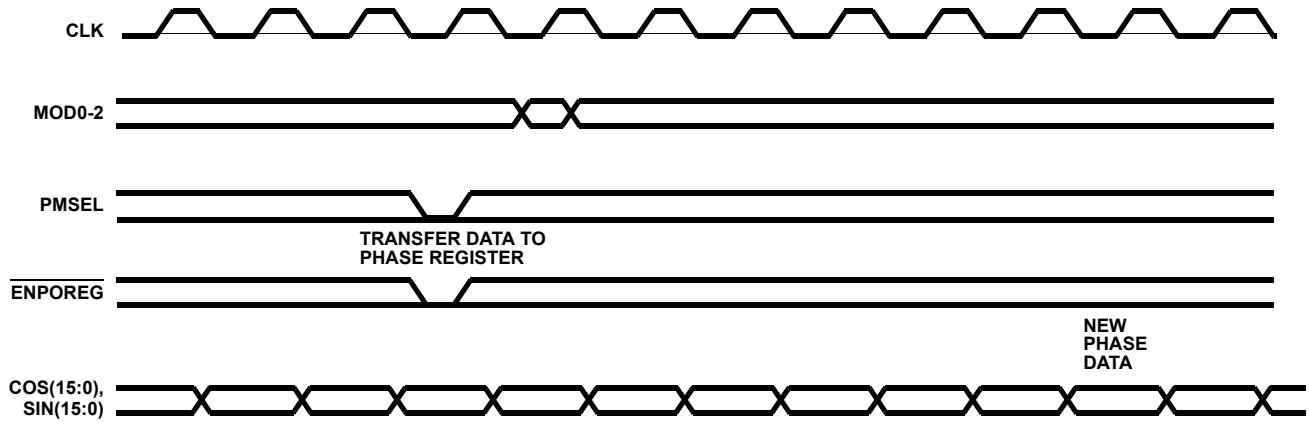 CLK
MOD0-2
PMSEL
TRANSFER DATA TO
PHASE REGISTER
ENPOREG
NEW
PHASE
DATA
COS(15:0),
SIN(15:0)